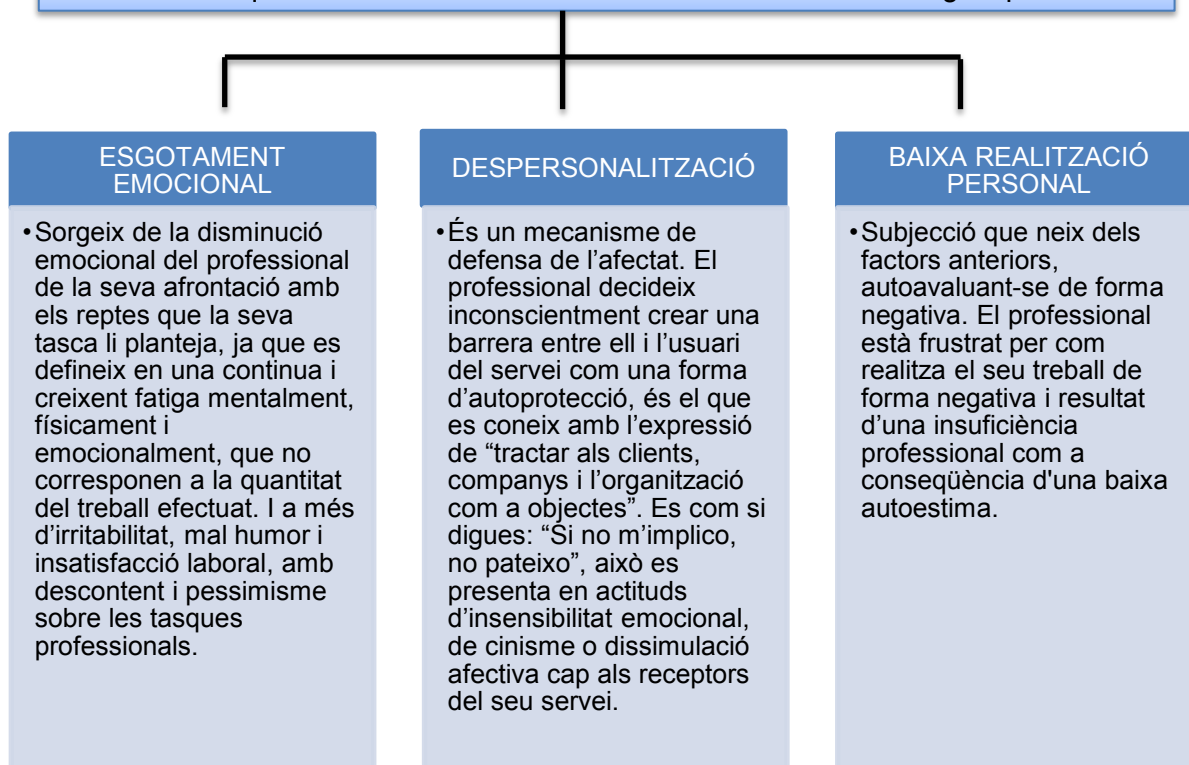 ESGOTAMENT
EMOCIONAL
•Sorgeix de la disminució
emocional del professional
de la seva afrontació amb
els reptes que la seva
tasca li planteja, ja que es
defineix en una continua i
creixent fatiga mentalment,
físicament i
emocionalment, que no
corresponen a la quantitat
del treball efectuat. I a més
d’irritabilitat, mal humor i
insatisfacció laboral, amb
descontent i pessimisme
sobre les tasques
professionals.
DESPERSONALITZACIÓ
•És un mecanisme de
defensa de l’afectat. El
professional decideix
inconscientment crear una
barrera entre ell i l’usuari
del servei com una forma
d’autoprotecció, és el que
es coneix amb l’expressió
de “tractar als clients,
companys i l’organització
com a objectes”. Es com si
digues: “Si no m’implico,
no pateixo”, això es
presenta en actituds
d’insensibilitat emocional,
de cinisme o dissimulació
afectiva cap als receptors
del seu servei.
BAIXA REALITZACIÓ
PERSONAL
•Subjecció que neix dels
factors anteriors,
autoavaluant-se de forma
negativa. El professional
està frustrat per com
realitza el seu treball de
forma negativa i resultat
d’una insuficiència
professional com a
conseqüència d'una baixa
autoestima.